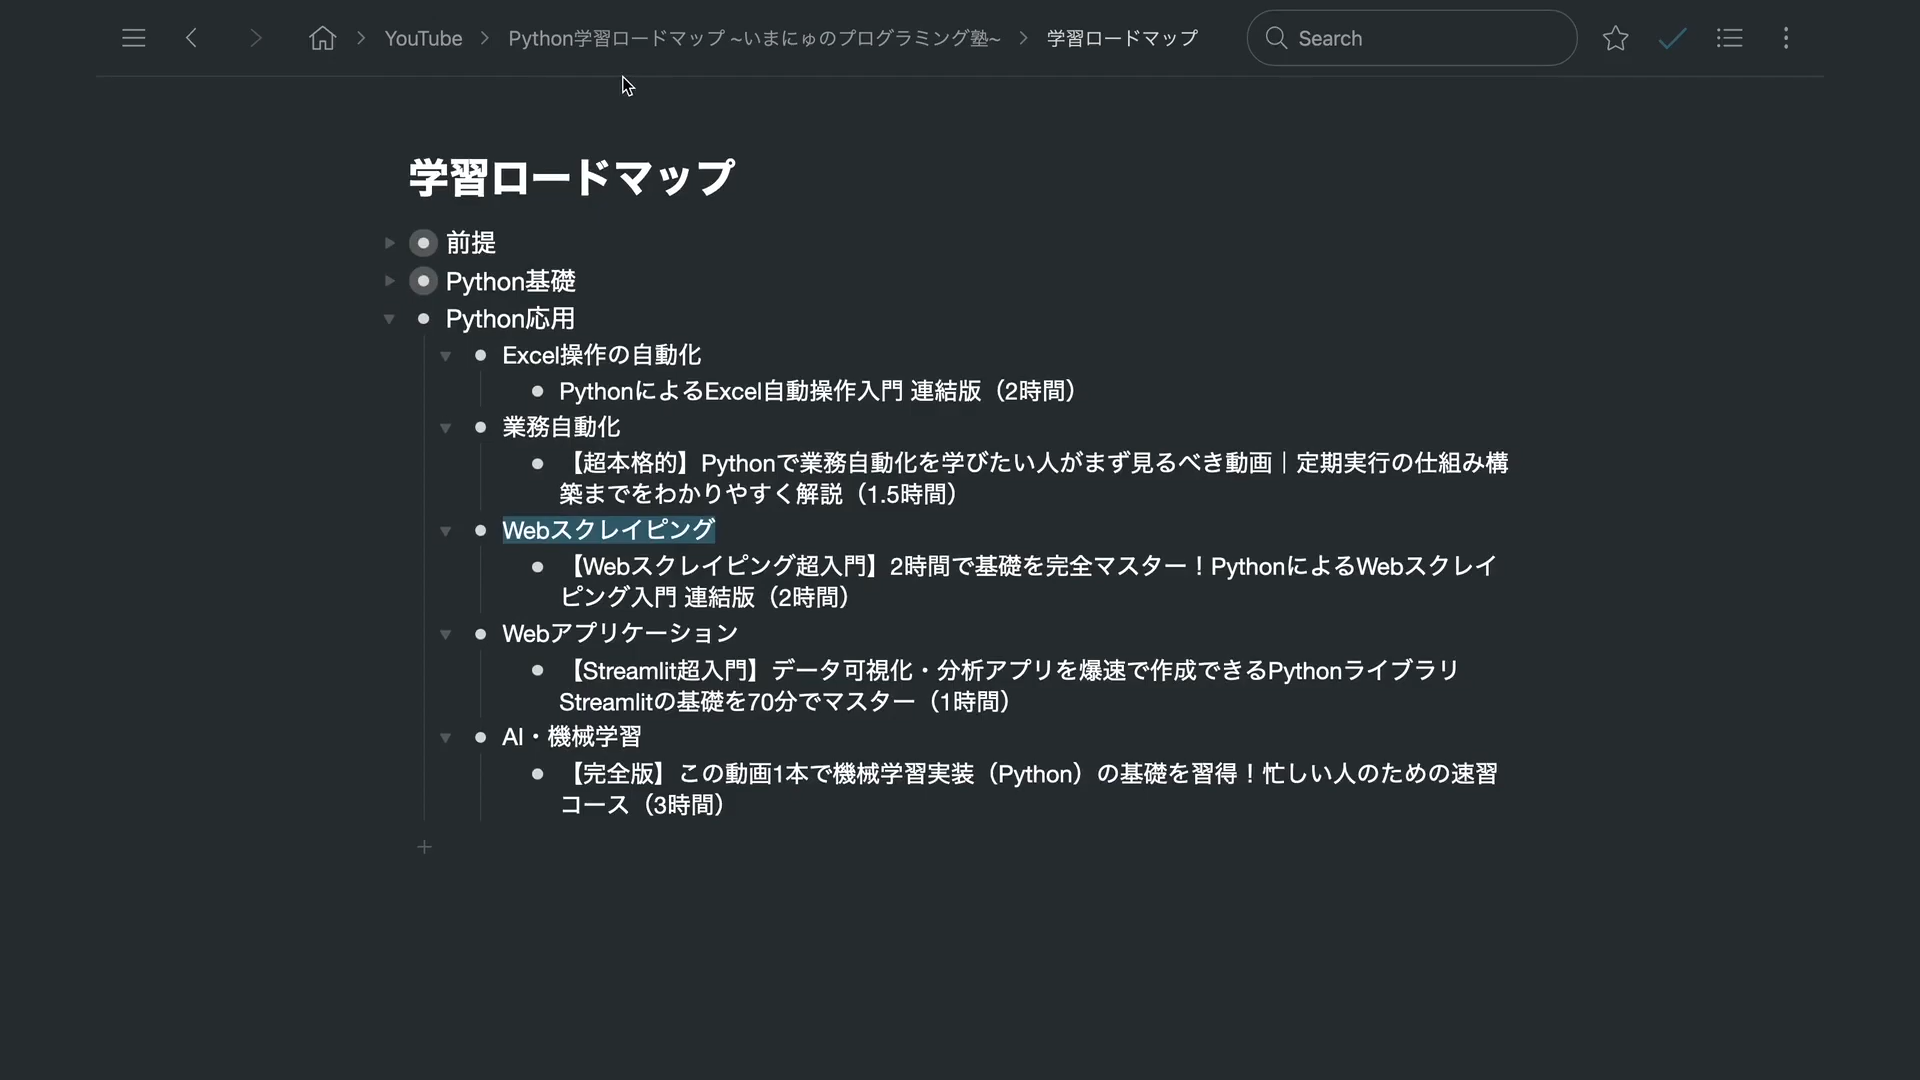 YouTube Python学習ロードマップ ~いまにゅのプログラミング塾~ 学習ロードマップ Search
学習ロードマップ
前提
Python基礎
Python応用
Excel操作の自動化
PythonによるExcel自動操作入門 連結版（2時間）
業務自動化
【超本格的】Pythonで業務自動化を学びたい人がまず見るべき動画｜定期実行の仕組み構
築までをわかりやすく解説（1.5時間）
Webスクレイピング
【Webスクレイピング超入門】2時間で基礎を完全マスター！PythonによるWebスクレイ
ピング入門 連結版（2時間）
Webアプリケーション
【Streamlit超入門】データ可視化・分析アプリを爆速で作成できるPythonライブラリ
Streamlitの基礎を70分でマスター（1時間）
AI・機械学習
【完全版】この動画1本で機械学習実装（Python）の基礎を習得！忙しい人のための速習
コース（3時間）